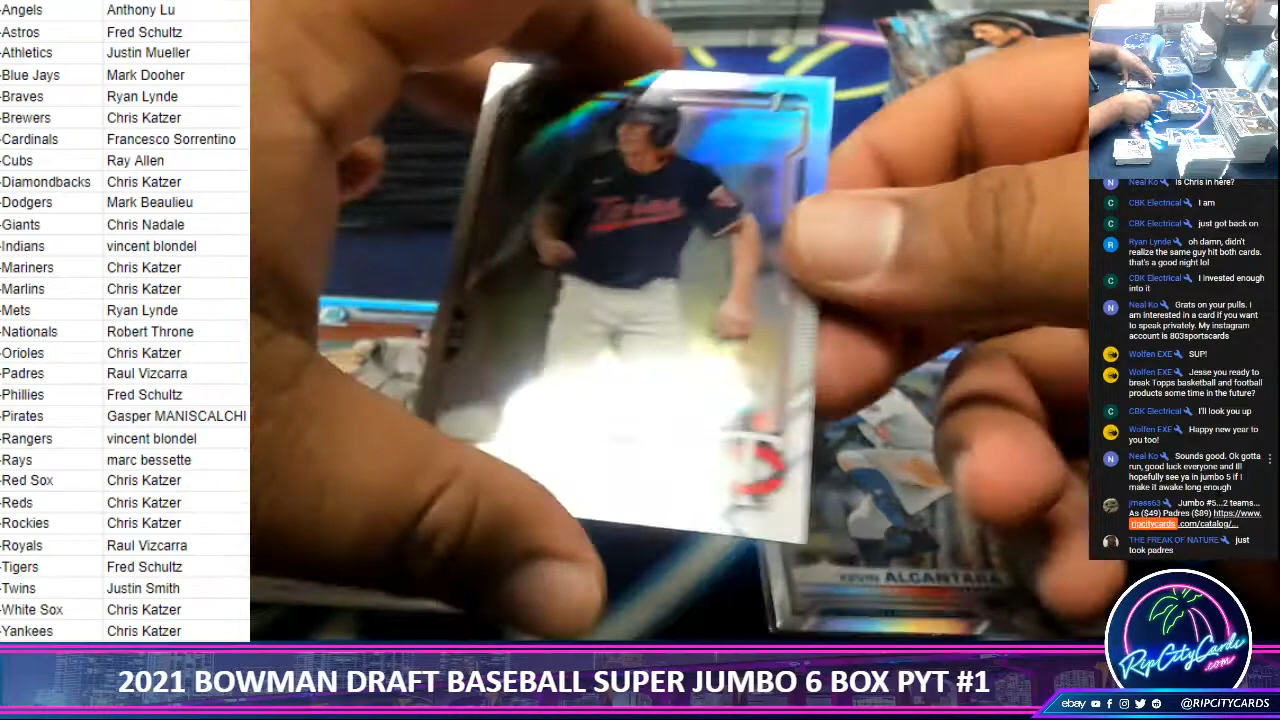 -Angels Anthony Lu
-Astros Fred Schultz
-Athletics Justin Mueller
-Blue Jays Mark Dooher
-Braves Ryan Lynde
-Brewers Chris Katzer
-Cardinals Francesco Sorrentino
-Cubs Ray Allen
-Diamondbacks Chris Katzer
-Dodgers Mark Beaulieu
-Giants Chris Nadale
-Indians vincent blondel
-Mariners Chris Katzer
-Marlins Chris Katzer
-Mets Ryan Lynde
-Nationals Robert Throne
-Orioles Chris Katzer
-Padres Raul Vizcarra
-Phillies Fred Schultz
-Pirates Gasper MANISCALCHI
-Rangers vincent blondel
-Rays marc bessette
-Red Sox Chris Katzer
-Reds Chris Katzer
-Rockies Chris Katzer
-Royals Raul Vizcarra
-Tigers Fred Schultz
-Twins Justin Smith
-White Sox Chris Katzer
-Yankees Chris Katzer
Twins
KEVIN ALCANTARA
N Neal Ko Is Chris in here?
C CBK Electrical I am
C CBK Electrical just got back on
R Ryan Lynde oh damn, didn't
realize the same guy hit both cards.
that's a good night lol
C CBK Electrical I invested enough
into it
N Neal Ko Grats on your pulls. I
am interested in a card if you want
to speak privately. My instagram
account is 803sportscards
Wolfen EXE SUP!
Wolfen EXE Jesse you ready to
break Topps basketball and football
products some time in the future?
C CBK Electrical I'll look you up
Wolfen EXE Happy new year to
you too!
N Neal Ko Sounds good. Ok gotta
run, good luck everyone and Ill
hopefully see ya in jumbo 5 if I
make it awake long enough
jmess63 Jumbo #5...2 teams...
As ($49) Padres ($89) https://www.
ripcitycards.com/catalog/...
THE FREAK OF NATURE just
took padres
RipCityCards
.com
2021 BOWMAN DRAFT BASEBALL SUPER JUMBO 6 BOX PYT #1
ebay @RIPCITYCARDS